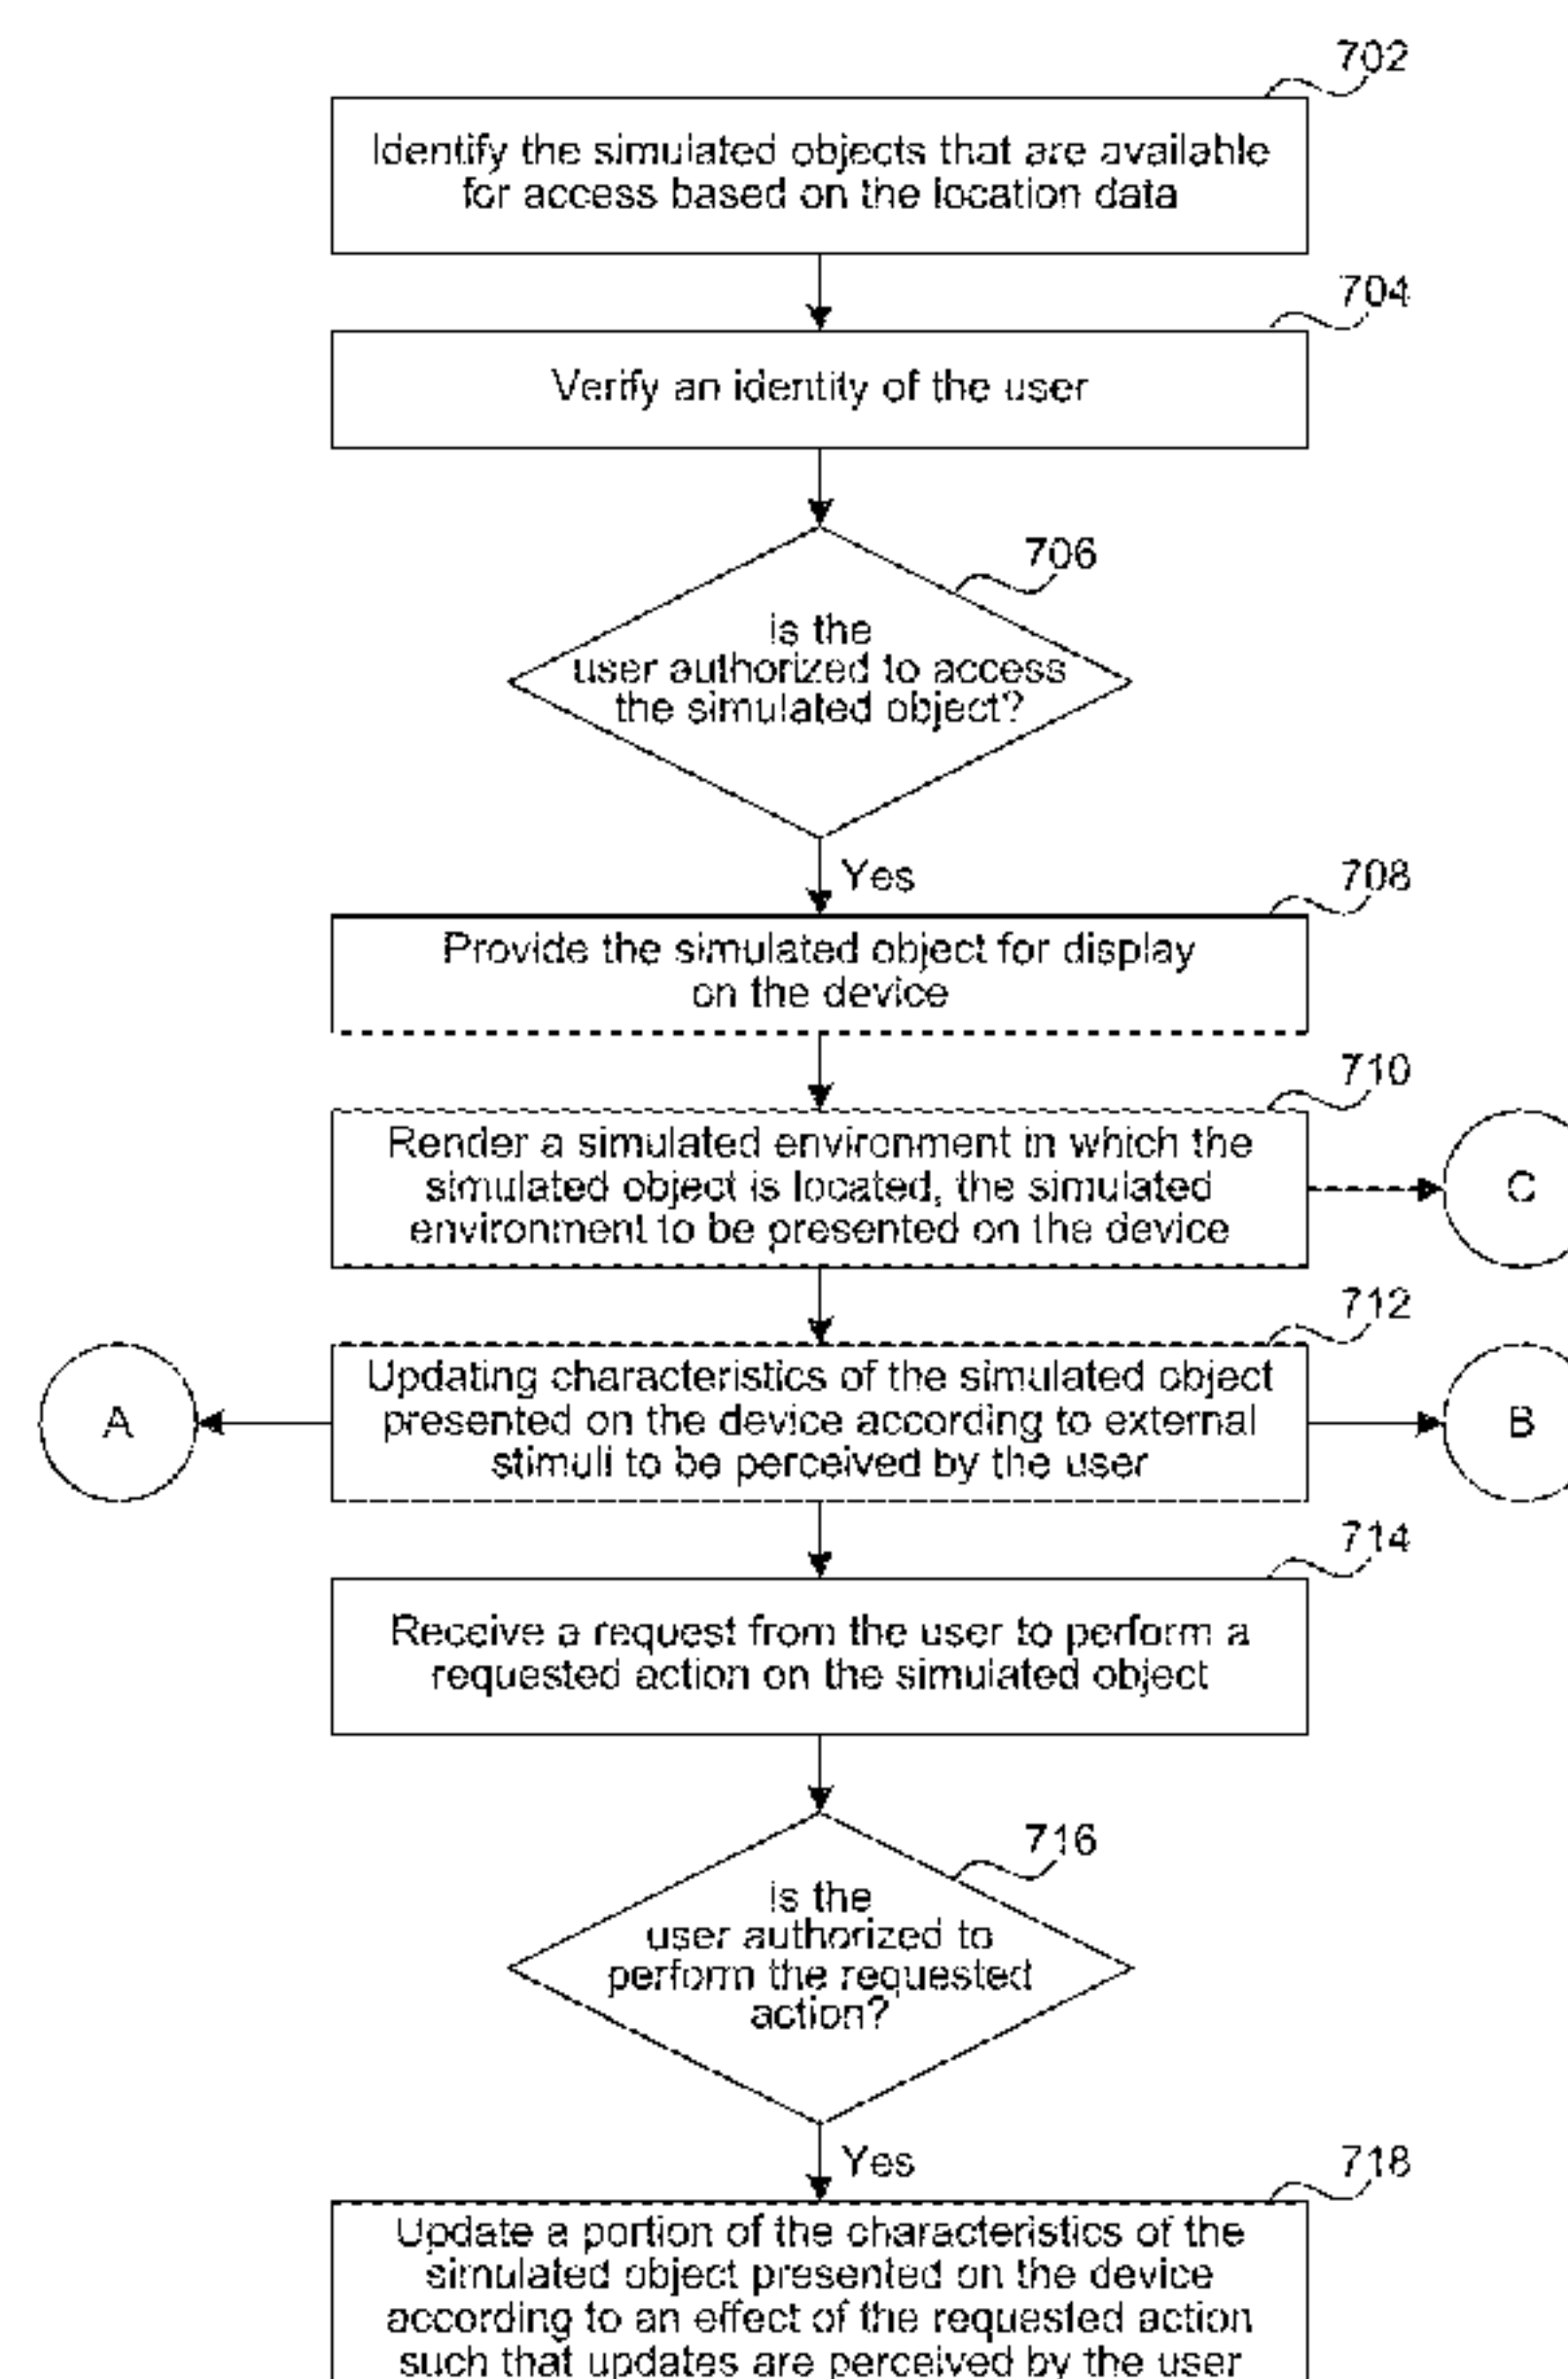 702
Identify the simulated objects that are available
for access based on the location data
704
Verify an identity of the user
706
is the
user authorized to access
the simulated object?
Yes
708
Provide the simulated object for display
on the device
710
Render a simulated environment in which the
simulated object is located, the simulated
environment to be presented on the device
C
712
Updating characteristics of the simulated object
presented on the device according to external
stimuli to be perceived by the user
A
B
714
Receive a request from the user to perform a
requested action on the simulated object
716
is the
user authorized to
perform the requested
action?
Yes
718
Update a portion of the characteristics of the
simulated object presented on the device
according to an effect of the requested action
such that updates are perceived by the user